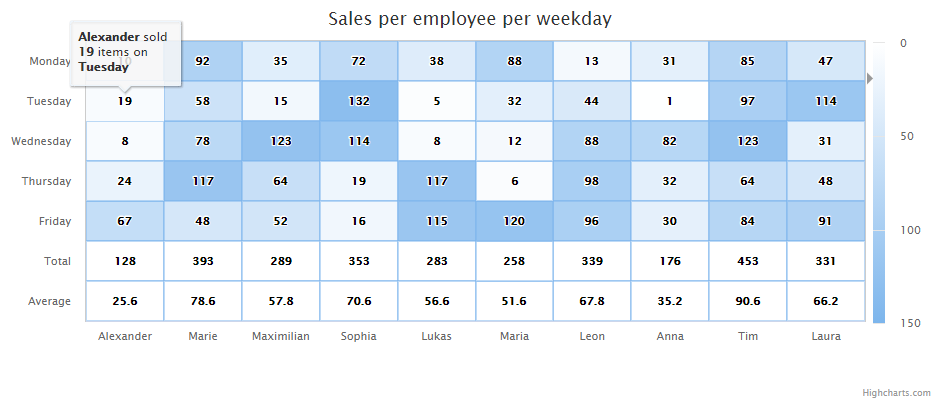 Sales per employee per weekday
Alexander sold
19 items on
Tuesday
Monday 10 92 35 72 38 88 13 31 85 47
Tuesday 19 58 15 132 5 32 44 1 97 114
Wednesday 8 78 123 114 8 12 88 82 123 31
Thursday 24 117 64 19 117 6 98 32 64 48
Friday 67 48 52 16 115 120 96 30 84 91
Total 128 393 289 353 283 258 339 176 453 331
Average 25.6 78.6 57.8 70.6 56.6 51.6 67.8 35.2 90.6 66.2
Alexander Marie Maximilian Sophia Lukas Maria Leon Anna Tim Laura
0
50
100
150
Highcharts.com